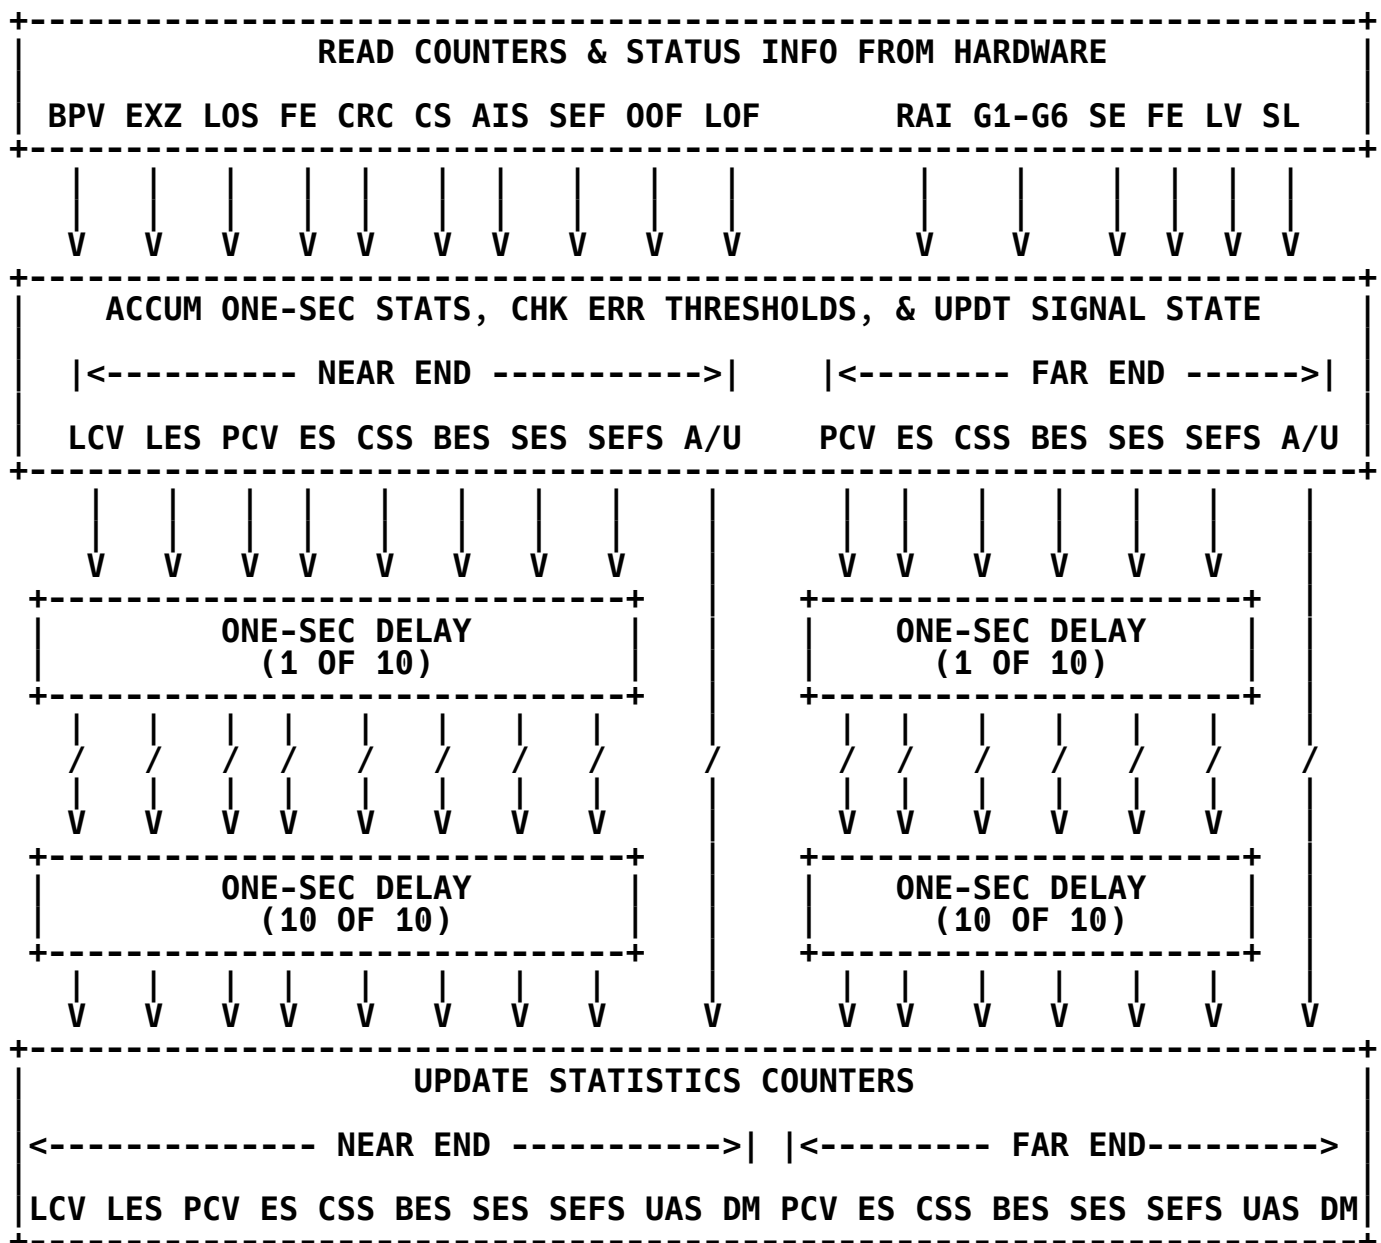 READ COUNTERS & STATUS INFO FROM HARDWARE
BPV EXZ LOS FE CRC CS AIS SEF OOF LOF RAI G1-G6 SE FE LV SL
ACCUM ONE-SEC STATS, CHK ERR THRESHOLDS, & UPDT SIGNAL STATE
|<---------- NEAR END ----------->| |<-------- FAR END ------>|
LCV LES PCV ES CSS BES SES SEFS A/U PCV ES CSS BES SES SEFS A/U
ONE-SEC DELAY ONE-SEC DELAY
(1 OF 10) (1 OF 10)
ONE-SEC DELAY ONE-SEC DELAY
(10 OF 10) (10 OF 10)
UPDATE STATISTICS COUNTERS
<--------------- NEAR END ----------->| |<--------- FAR END--------->
LCV LES PCV ES CSS BES SES SEFS UAS DM PCV ES CSS BES SES SEFS UAS DM